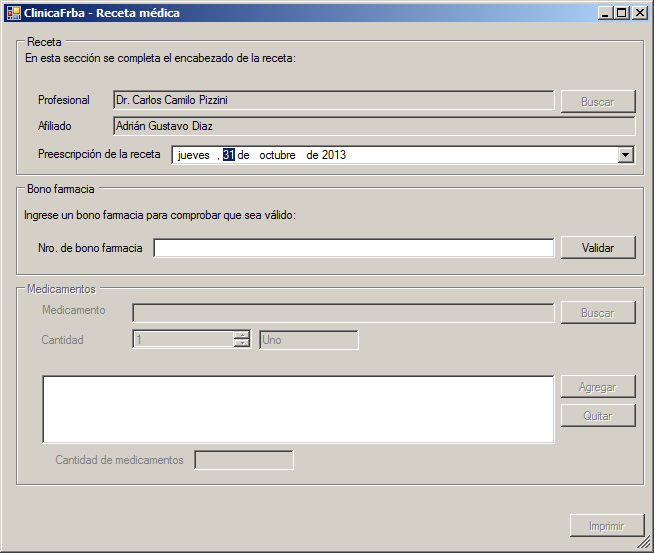 ClinicaFrba - Receta médica
Receta
En esta sección se completa el encabezado de la receta:
Profesional Dr. Carlos Camilo Pizzini Buscar
Afiliado Adrián Gustavo Diaz
Preescripción de la receta jueves , 31 de octubre de 2013
Bono farmacia
Ingrese un bono farmacia para comprobar que sea válido:
Nro. de bono farmacia Validar
Medicamentos
Medicamento Buscar
Cantidad 1 Uno
Agregar
Quitar
Cantidad de medicamentos
Imprimir